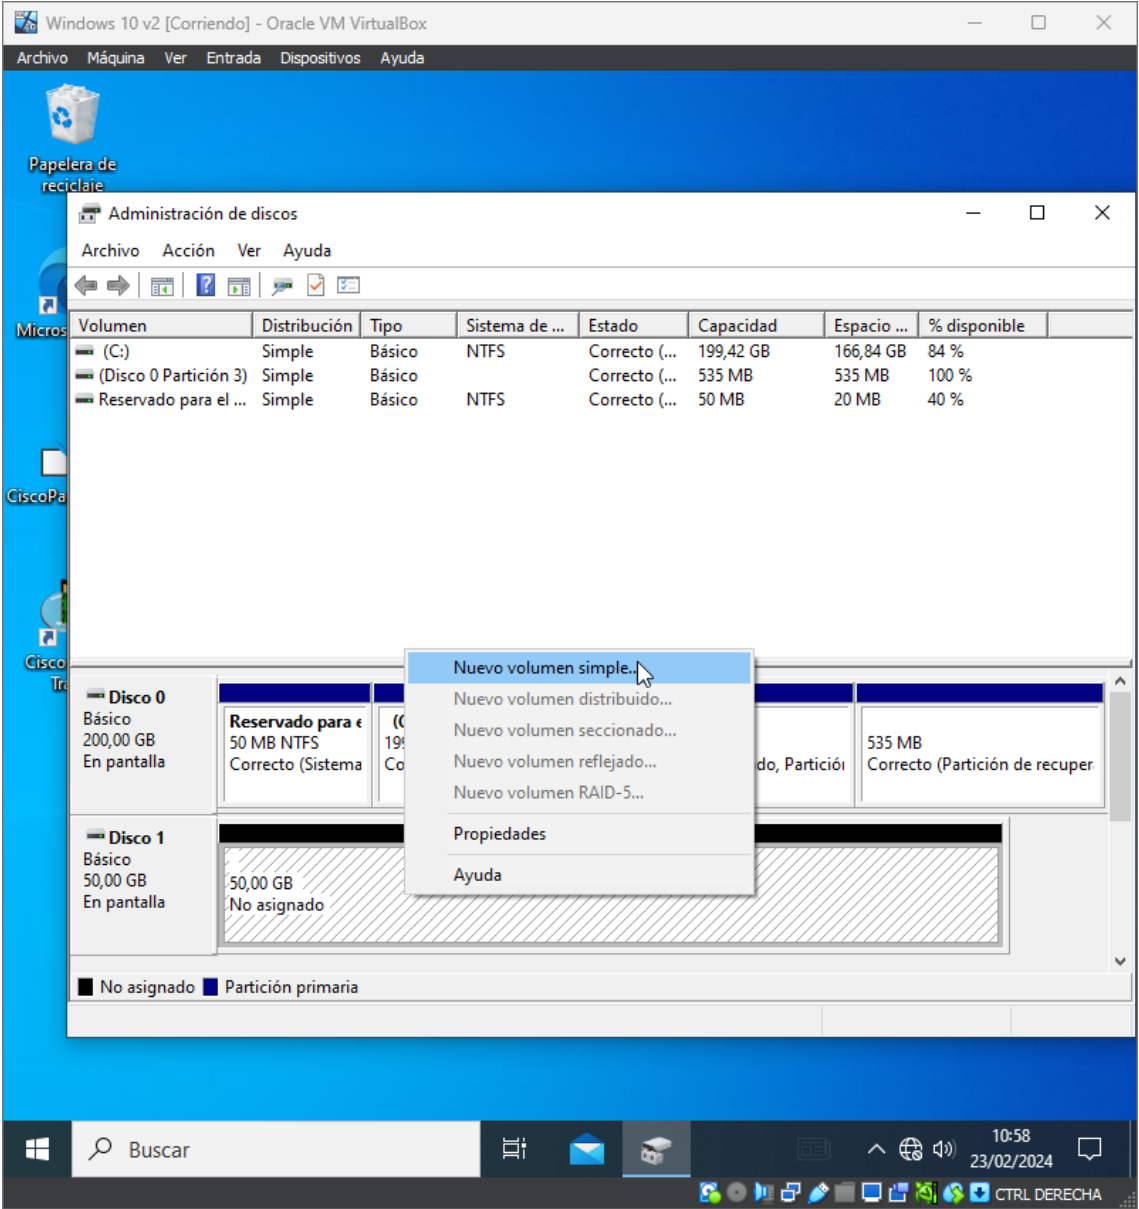 Windows 10 v2 [Corriendo] - Oracle VM VirtualBox
Archivo Máquina Ver Entrada Dispositivos Ayuda
Papelera de
reciclaje
Administración de discos
Archivo Acción Ver Ayuda
Micros
Volumen Distribución Tipo Sistema de ... Estado Capacidad Espacio ... % disponible
(C:) Simple Básico NTFS Correcto (... 199,42 GB 166,84 GB 84 %
(Disco 0 Partición 3) Simple Básico Correcto (... 535 MB 535 MB 100 %
Reservado para el ... Simple Básico NTFS Correcto (... 50 MB 20 MB 40 %
CiscoPa
Cisco
Tra
Nuevo volumen simple...
Nuevo volumen distribuido...
Nuevo volumen seccionado...
Nuevo volumen reflejado...
Nuevo volumen RAID-5...
Propiedades
Ayuda
Disco 0
Básico
200,00 GB
En pantalla
Reservado para e
50 MB NTFS
Correcto (Sistema
(C
199
Co
do, Partició
535 MB
Correcto (Partición de recuper
Disco 1
Básico
50,00 GB
En pantalla
50,00 GB
No asignado
No asignado Partición primaria
Buscar
10:58
23/02/2024
CTRL DERECHA